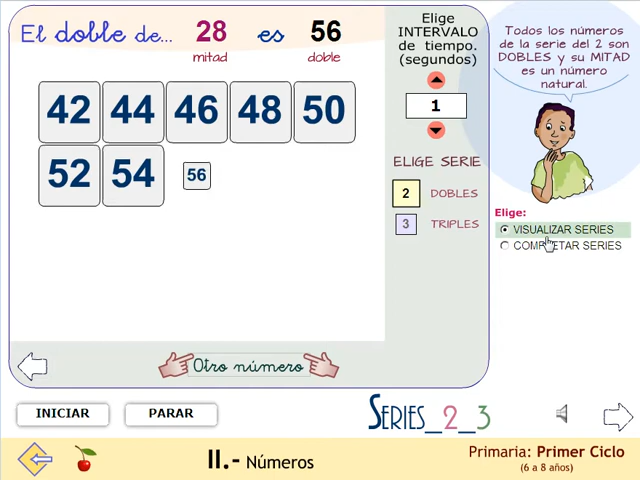 El doble de... 28 es 56
mitad doble
42 44 46 48 50
52 54 56
Otro número
Elige
INTERVALO
de tiempo.
(segundos)
1
ELIGE SERIE
2 DOBLES
3 TRIPLES
Todos los números
de la serie del 2 son
DOBLES y su MITAD
es un número
natural.
Elige:
VISUALIZAR SERIES
COMPLETAR SERIES
INICIAR PARAR
SERIES_2_3
II.- Números
Primaria: Primer Ciclo
(6 a 8 años)